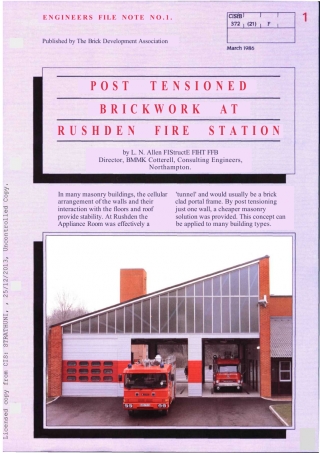 ENGINEERS FILE NOTE NO.1.
CI/SfB
372 (21) F
1
Published by The Brick Development Association
March 1986
POST TENSIONED
BRICKWORK AT
RUSHDEN FIRE STATION
by L. N. Allen FIStructE FBIT FFB
Director, BMMK Cotterell, Consulting Engineers,
Northampton.
In many masonry buildings, the cellular
arrangement of the walls and their
interaction with the floors and roof
provide stability. At Rushden the
Appliance Room was effectively a
'tunnel' and would usually be a brick
clad portal frame. By post tensioning
just one wall, a cheaper masonry
solution was provided. This concept can
be applied to many building types.
Licensed copy from CIS: STRATHUNI, , 25/12/2013, Uncontrolled Copy.